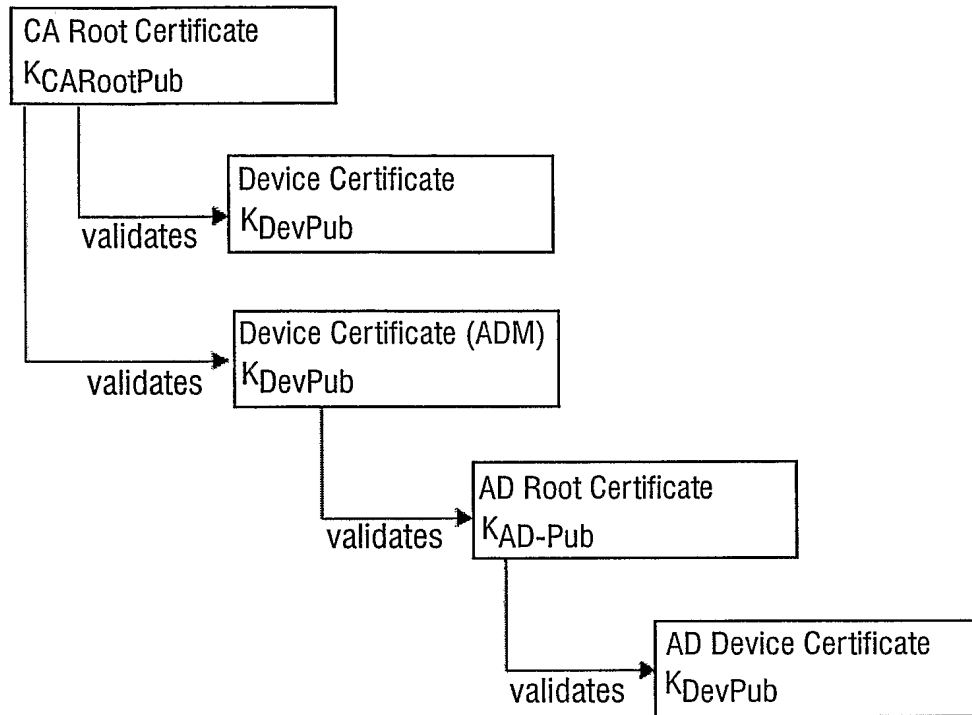 CA Root Certificate
KCARootPub
Device Certificate
KDevPub
validates
Device Certificate (ADM)
KDevPub
validates
AD Root Certificate
KAD-Pub
validates
AD Device Certificate
KDevPub
validates